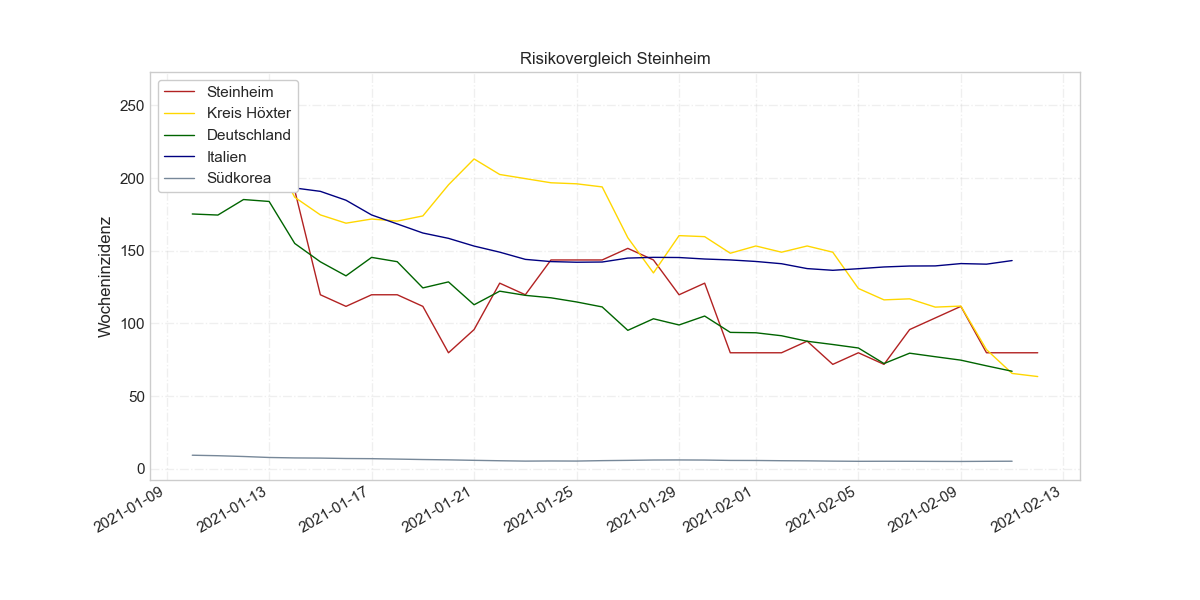 Risikovergleich Steinheim
Steinheim
Kreis Höxter
Deutschland
Italien
Südkorea
Wocheninzidenz
250
200
150
100
50
0
2021-01-09
2021-01-13
2021-01-17
2021-01-21
2021-01-25
2021-01-29
2021-02-01
2021-02-05
2021-02-09
2021-02-13